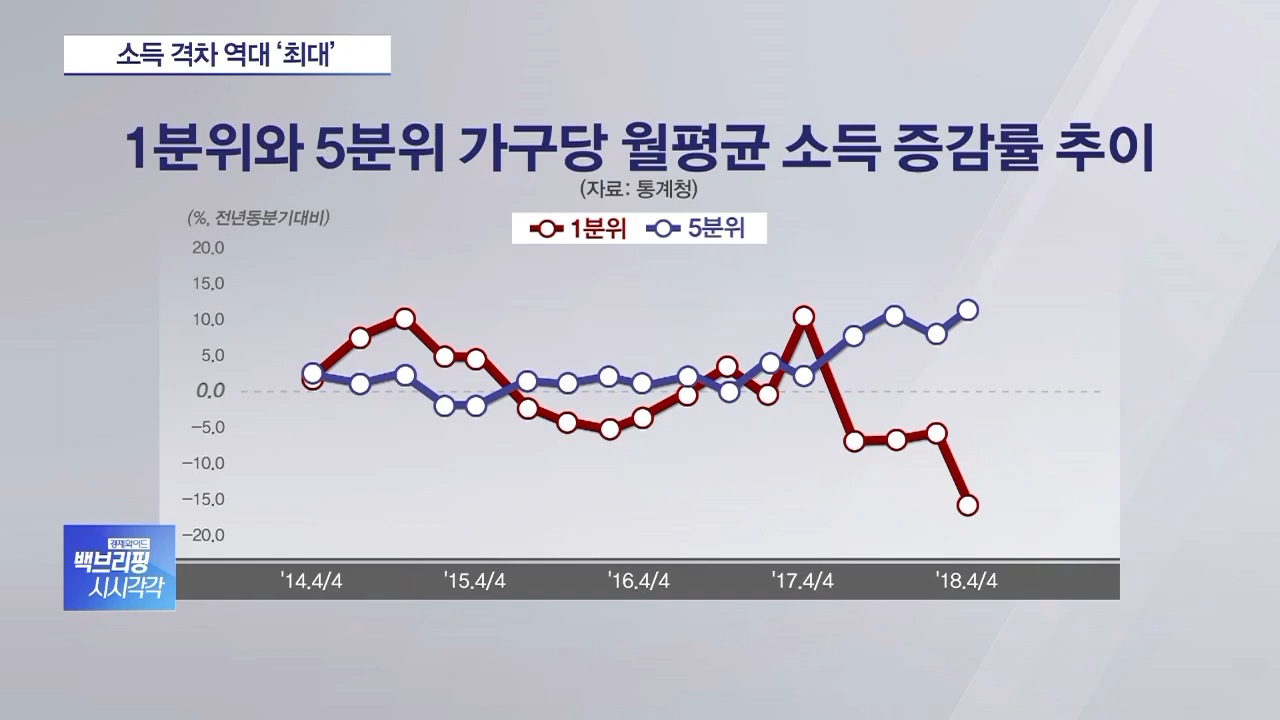 소득 격차 역대 ‘최대’
1분위와 5분위 가구당 월평균 소득 증감률 추이
(자료: 통계청)
(%, 전년동분기대비)
1분위 5분위
20.0
15.0
10.0
5.0
0.0
−5.0
−10.0
−15.0
−20.0
'14.4/4 '15.4/4 '16.4/4 '17.4/4 '18.4/4
경제와이드
백브리핑
시시각각